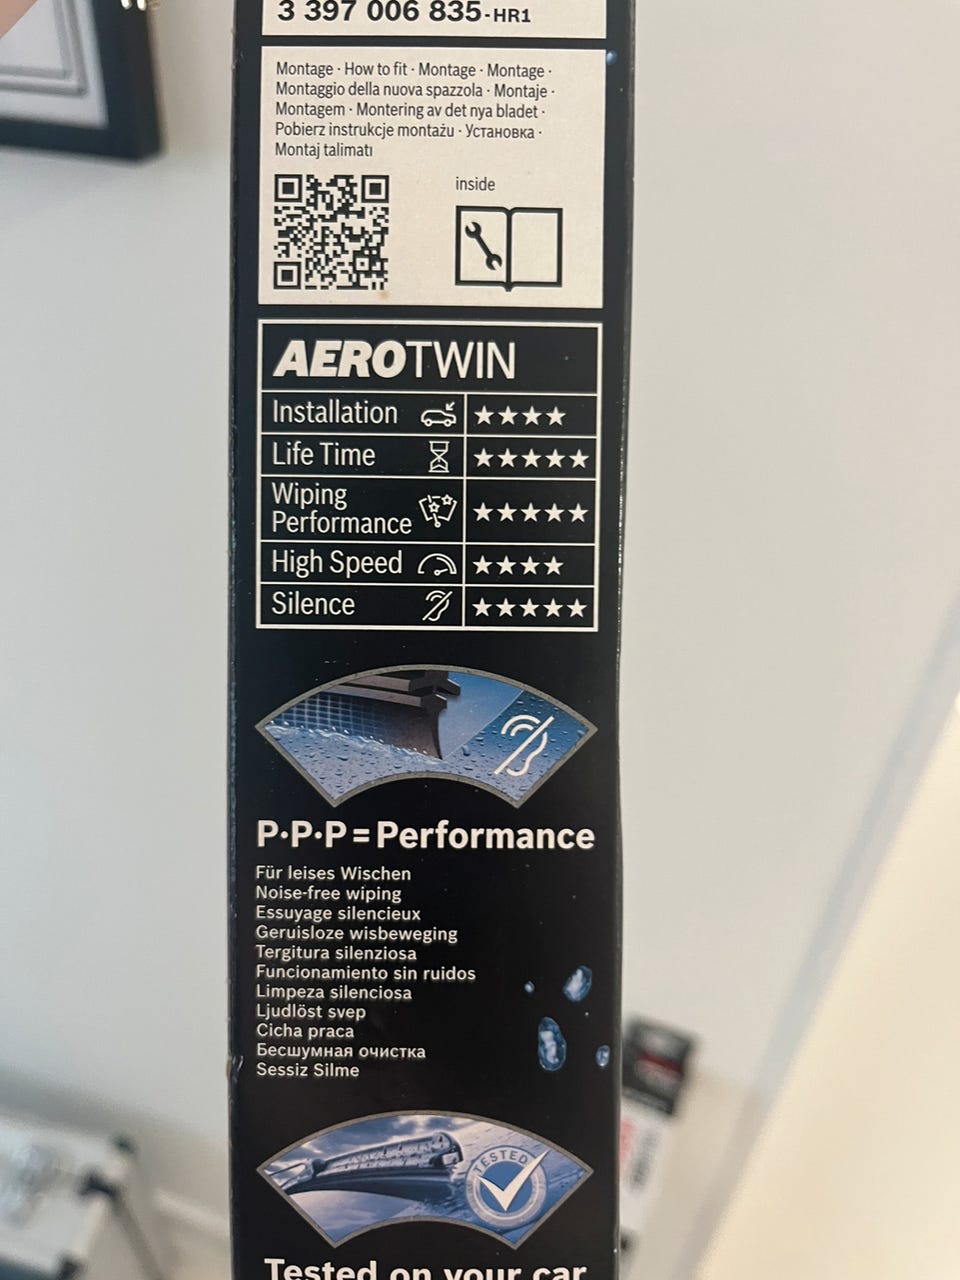 3 397 006 835-HR1
Montage · How to fit · Montage · Montage ·
Montaggio della nuova spazzola · Montaje ·
Montagem · Montering av det nya bladet ·
Pobierz instrukcje montażu · Установка ·
Montaj talimatı
inside
AEROTWIN
Installation ★★★★
Life Time ★★★★★
Wiping
Performance ★★★★★
High Speed ★★★★
Silence ★★★★★
P·P·P = Performance
Für leises Wischen
Noise-free wiping
Essuyage silencieux
Geruisloze wisbeweging
Tergitura silenziosa
Funcionamiento sin ruidos
Limpeza silenciosa
Ljudlöst svep
Cicha praca
Бесшумная очистка
Sessiz Silme
TESTED
Tested on your car